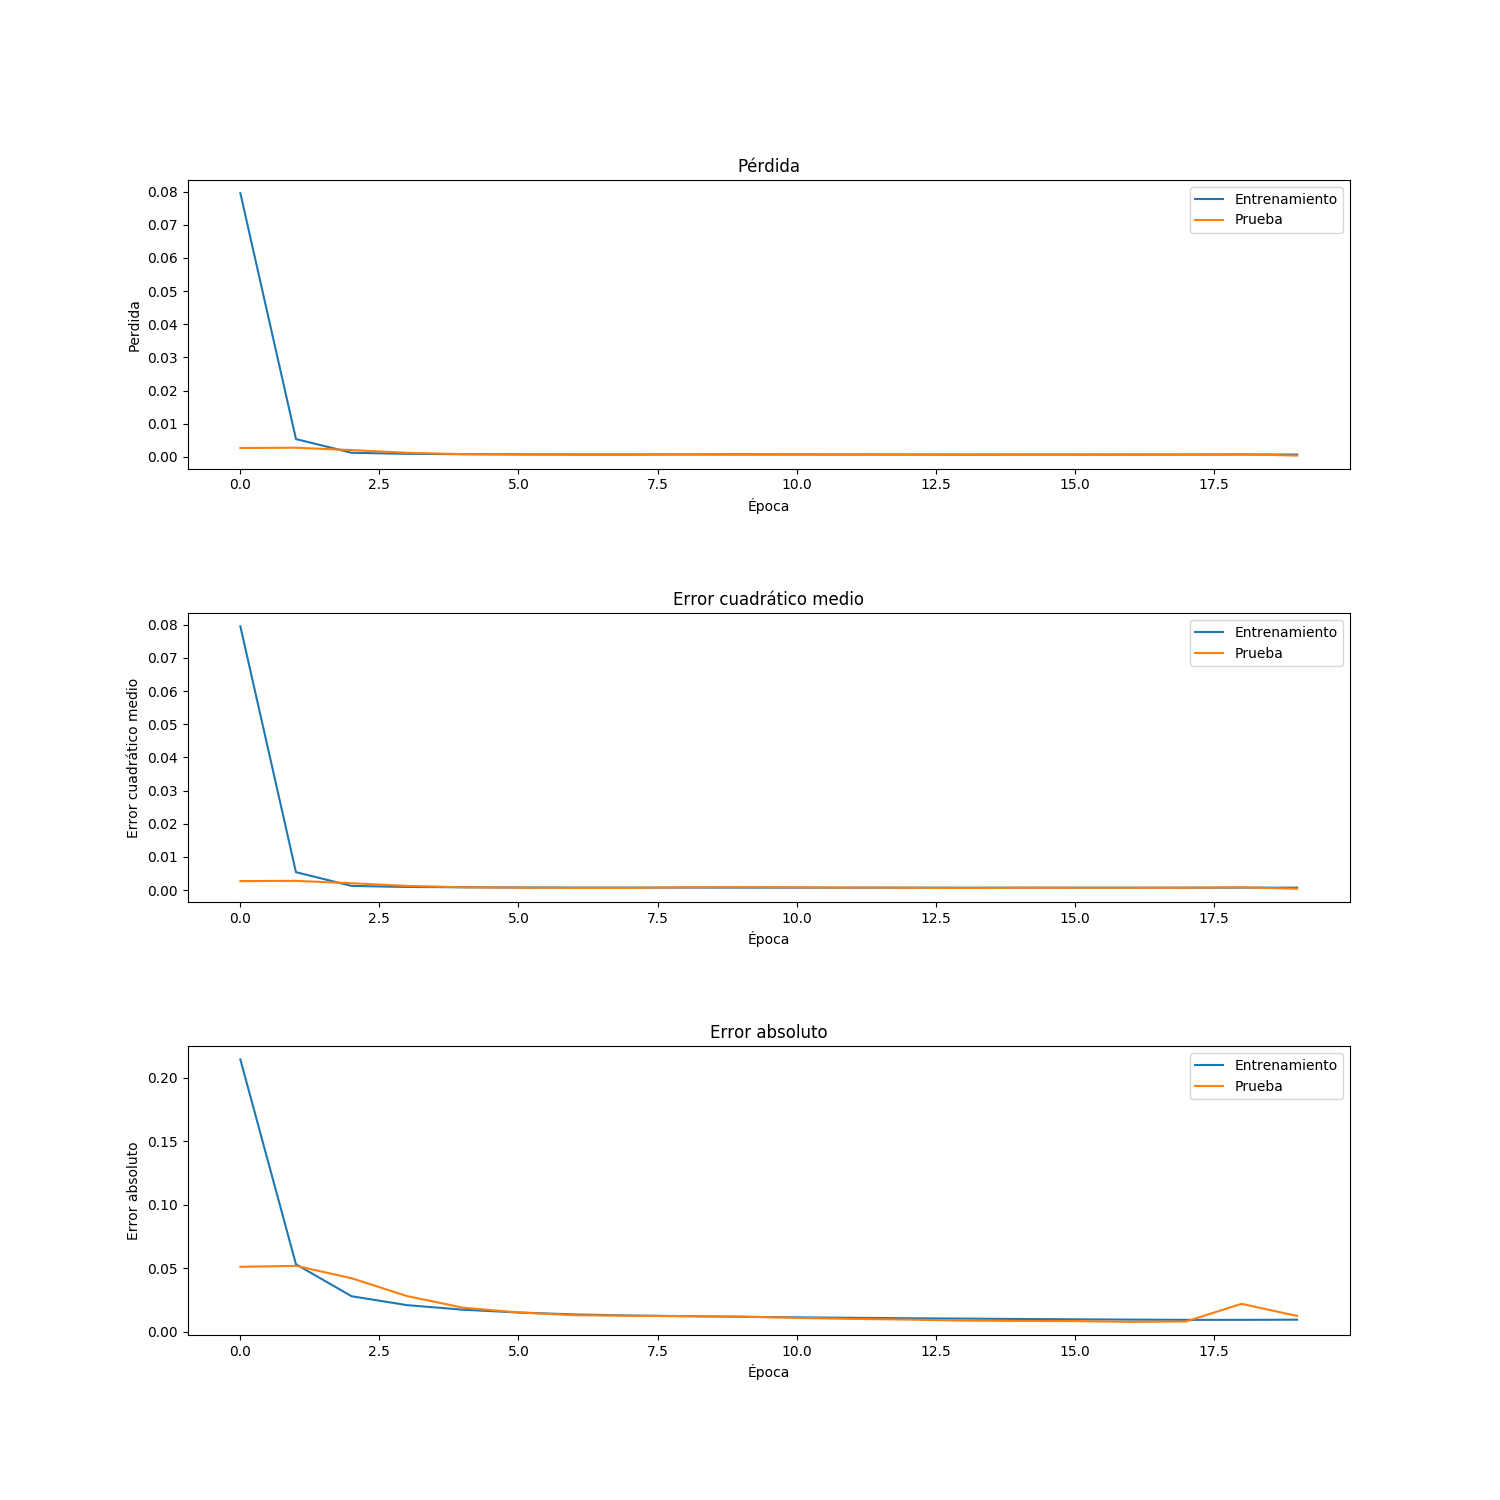 Pérdida
Entrenamiento
Prueba
0.08
0.07
0.06
0.05
0.04
0.03
0.02
0.01
0.00
Perdida
0.0 2.5 5.0 7.5 10.0 12.5 15.0 17.5
Época
Error cuadrático medio
Entrenamiento
Prueba
0.08
0.07
0.06
0.05
0.04
0.03
0.02
0.01
0.00
Error cuadrático medio
0.0 2.5 5.0 7.5 10.0 12.5 15.0 17.5
Época
Error absoluto
Entrenamiento
Prueba
0.20
0.15
0.10
0.05
0.00
Error absoluto
0.0 2.5 5.0 7.5 10.0 12.5 15.0 17.5
Época